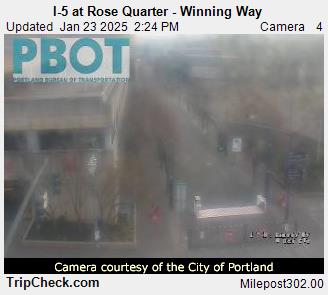 I-5 at Rose Quarter - Winning Way
Updated Jan 23 2025 2:24 PM Camera 4
PBOT
PORTLAND BUREAU OF TRANSPORTATION
Camera courtesy of the City of Portland
TripCheck.com Milepost302.00